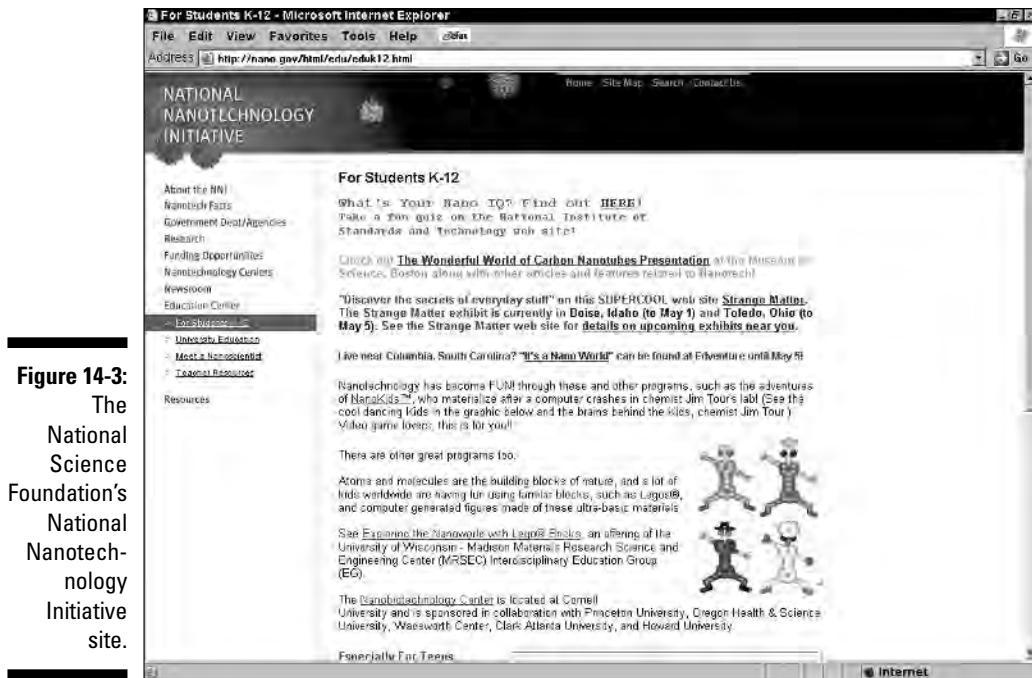 For Students K-12 - Microsoft Internet Explorer
File Edit View Favorites Tools Help
Address http://nano.gov/html/edu/eduk12.html
Go
Home Site Map Search Contact Us
NATIONAL
NANOTECHNOLOGY
INITIATIVE
About the NNI
Nanotech Facts
Government Dept/Agencies
Research
Funding Opportunities
Nanotechnology Centers
Newsroom
Education Center
For Students K-12
University Education
Meet a Nanoscientist
Teacher Resources
Resources
For Students K-12
What's Your Nano IQ? Find out HERE!
Take a fun quiz on the National Institute of
Standards and Technology web site!
Check out The Wonderful World of Carbon Nanotubes Presentation at the Museum of
Science, Boston along with other articles and features related to Nanotech!
"Discover the secrets of everyday stuff" on this SUPERCOOL web site Strange Matter.
The Strange Matter exhibit is currently in Boise, Idaho (to May 1) and Toledo, Ohio (to
May 5). See the Strange Matter web site for details on upcoming exhibits near you.
Live near Columbia, South Carolina? "It's a Nano World" can be found at Edventure until May 5!
Nanotechnology has become FUN! through these and other programs, such as the adventures
of NanoKids™, who materialize after a computer crashes in chemist Jim Tour's lab! (See the
cool dancing Kids in the graphic below and the brains behind the kids, chemist Jim Tour.)
Video game lovers, this is for you!!
There are other great programs too.
Atoms and molecules are the building blocks of nature, and a lot of
kids worldwide are having fun using familiar blocks, such as Legos®,
and computer generated figures made of these ultra-basic materials
See Exploring the Nanoworld with Lego® Bricks, an offering of the
University of Wisconsin - Madison Materials Research Science and
Engineering Center (MRSEC) Interdisciplinary Education Group
(EG).
The Nanobiotechnology Center is located at Cornell
University and is sponsored in collaboration with Princeton University, Oregon Health & Science
University, Wadsworth Center, Clark Atlanta University, and Howard University.
Especially For Teens
Internet
Figure 14-3:
The
National
Science
Foundation's
National
Nanotech-
nology
Initiative
site.